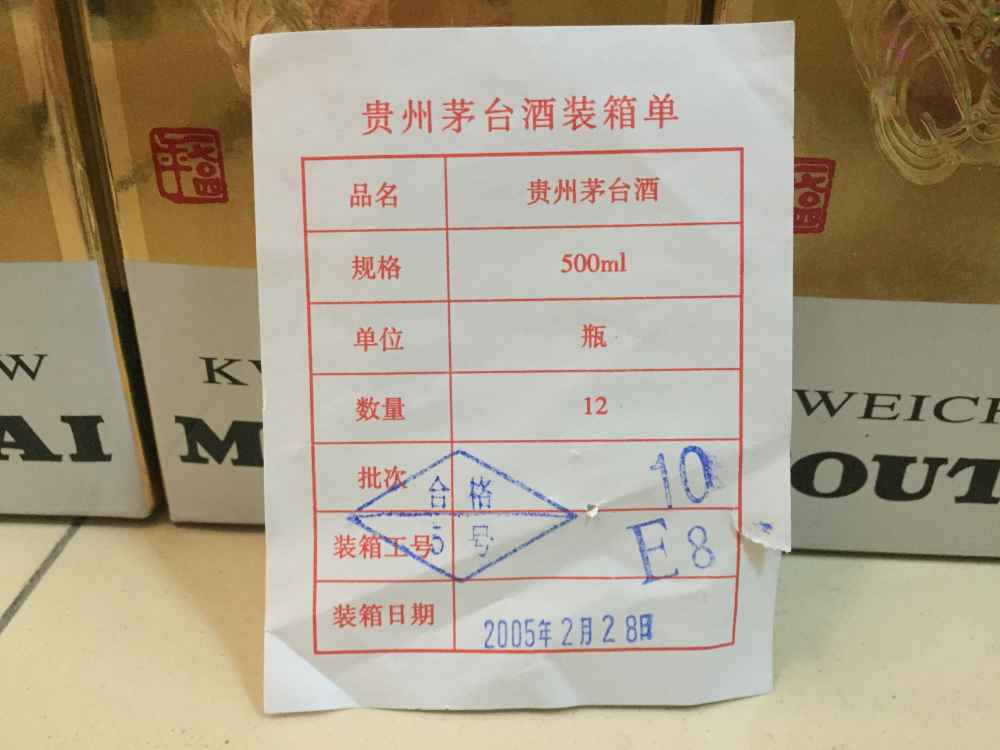 贵州茅台酒装箱单
品名 贵州茅台酒
规格 500ml
单位 瓶
数量 12
批次 10
合格
装箱工号 E8
5号
装箱日期 2005年2月28日
W
AI
KW
M
WEICH
OUT